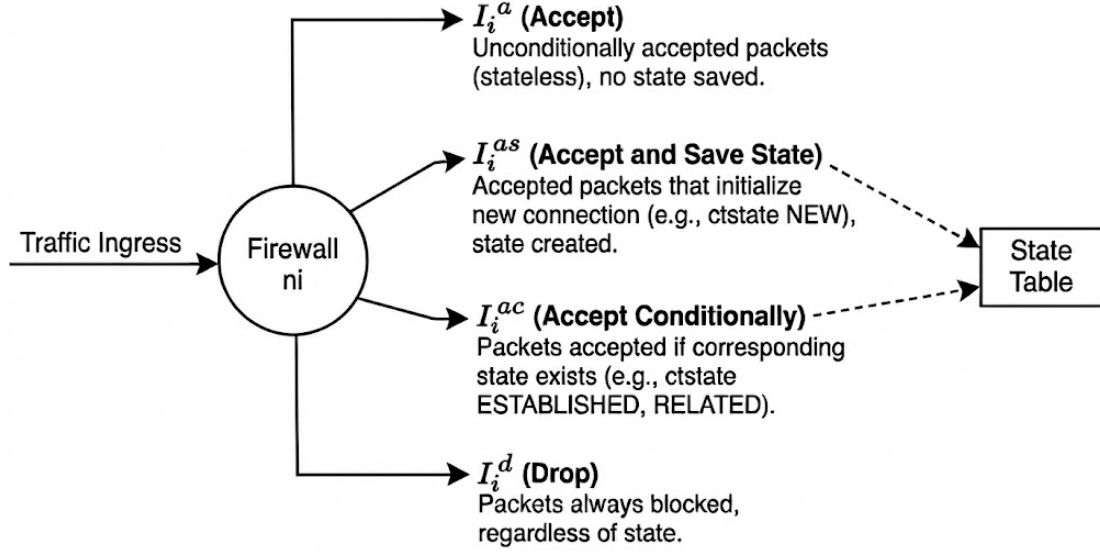 I_i^a (Accept)
Unconditionally accepted packets
(stateless), no state saved.
I_i^as (Accept and Save State)
Accepted packets that initialize
new connection (e.g., ctstate NEW),
state created.
Traffic Ingress
Firewall
ni
State
Table
I_i^ac (Accept Conditionally)
Packets accepted if corresponding
state exists (e.g., ctstate
ESTABLISHED, RELATED).
I_i^d (Drop)
Packets always blocked,
regardless of state.